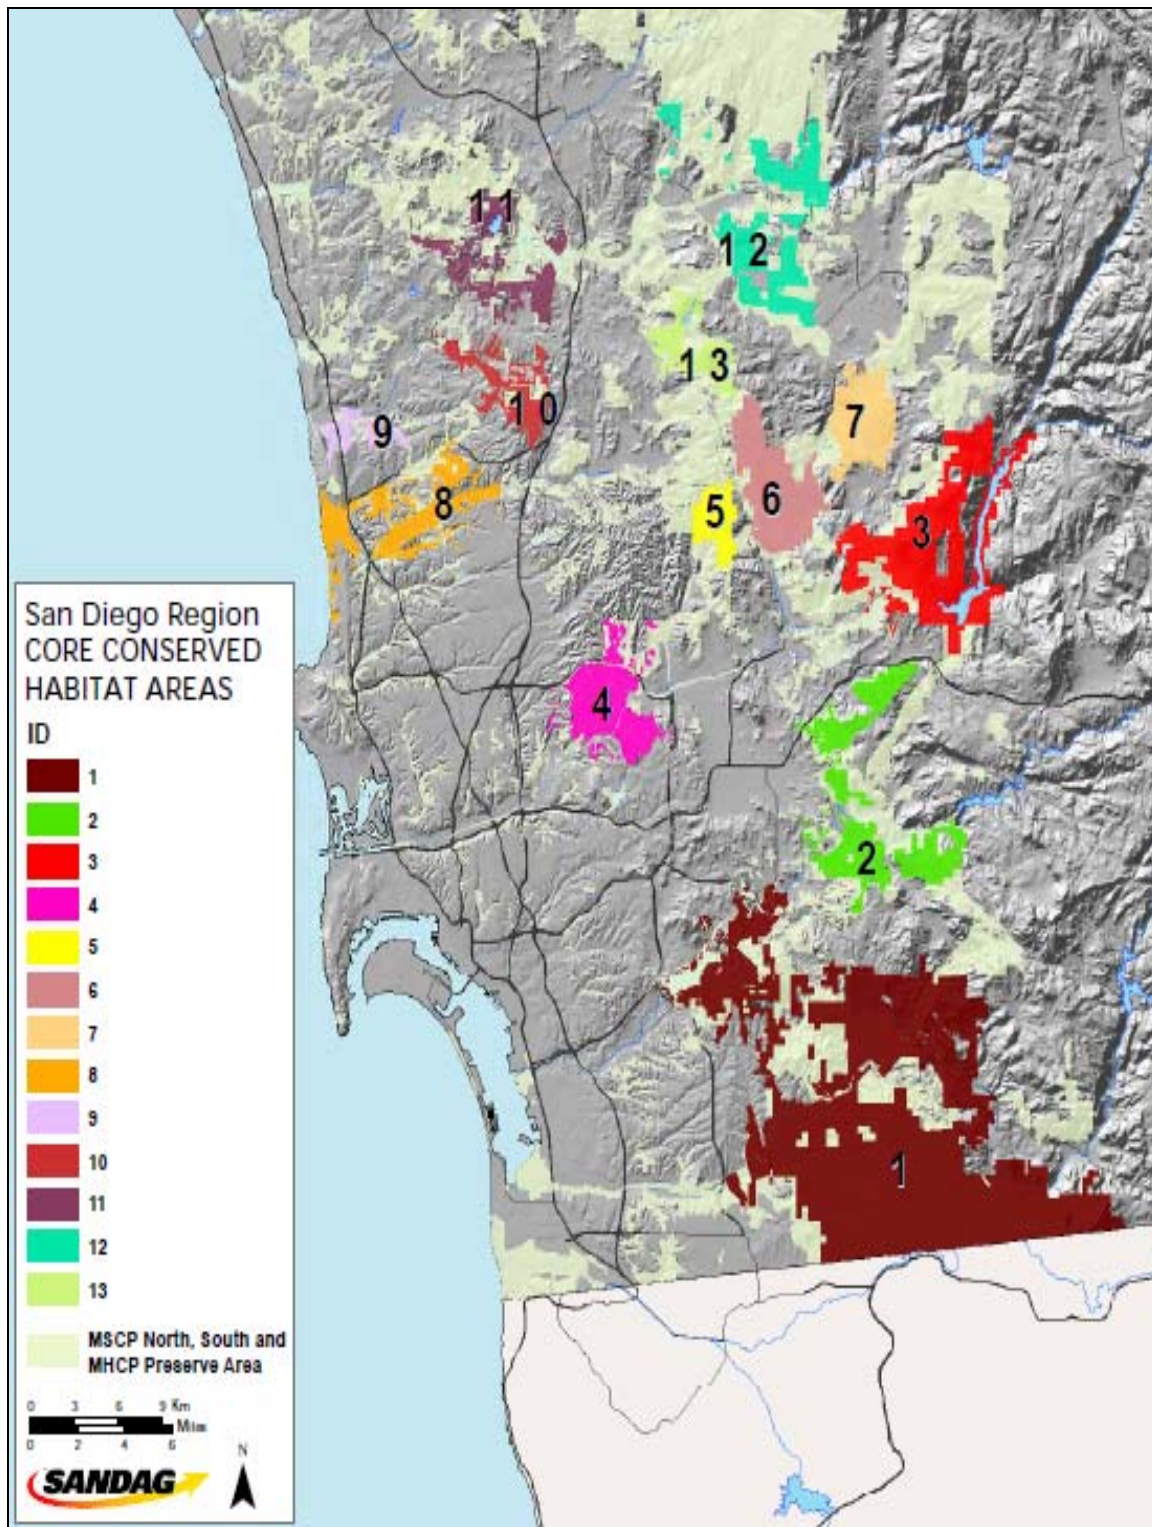 11
12
13
10
7
9
6
8
5
3
4
2
1
San Diego Region
CORE CONSERVED
HABITAT AREAS
ID
1
2
3
4
5
6
7
8
9
10
11
12
13
MSCP North, South and
MHCP Preserve Area
0 3 6 9 Km
Miles
0 2 4 6
N
SANDAG